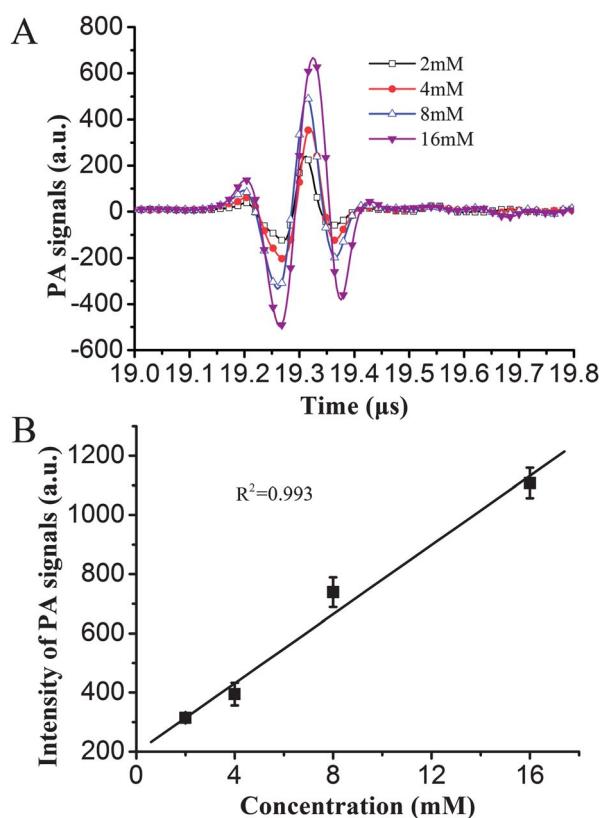 A
800
600
400
200
0
-200
-400
-600
PA signals (a.u.)
2mM
4mM
8mM
16mM
19.0 19.1 19.2 19.3 19.4 19.5 19.6 19.7 19.8
Time (μs)
B
1200
1000
800
600
400
200
Intensity of PA signals (a.u.)
R²=0.993
0 4 8 12 16
Concentration (mM)